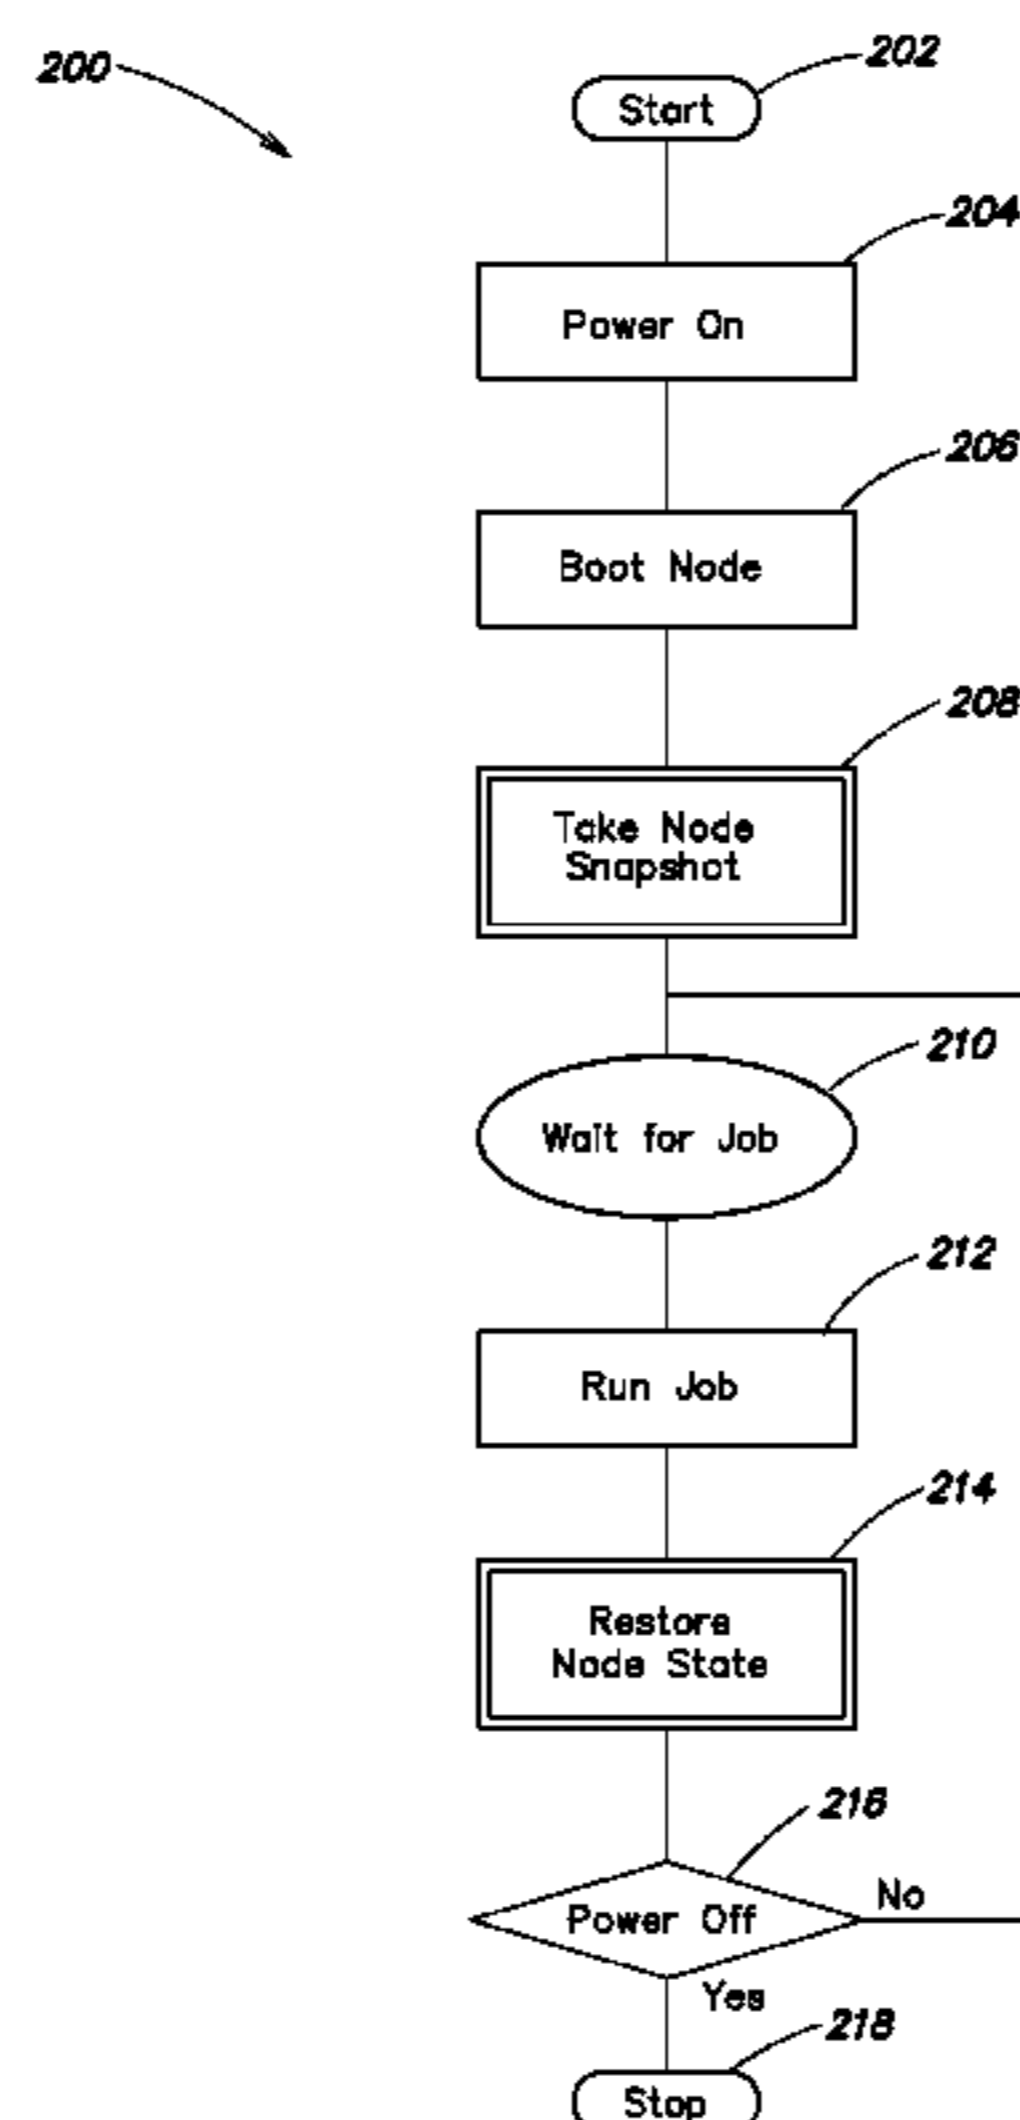 200
202
Start
204
Power On
206
Boot Node
208
Take Node
Snapshot
210
Wait for Job
212
Run Job
214
Restore
Node State
216
Power Off
No
Yes
218
Stop